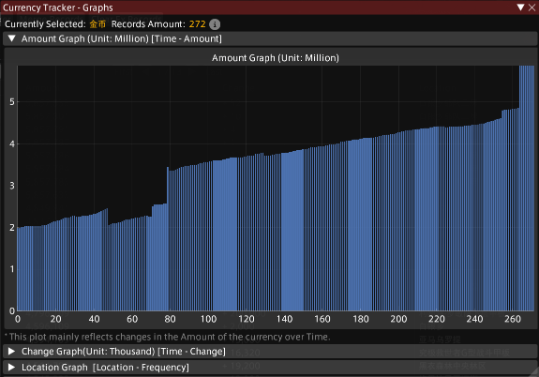 Currency Tracker - Graphs
Currently Selected: 金币 Records Amount: 272
Amount Graph (Unit: Million) [Time - Amount]
Amount Graph (Unit: Million)
5
4
3
2
1
0
0 20 40 60 80 100 120 140 160 180 200 220 240 260
* This plot mainly reflects changes in the Amount of the currency over Time.
Change Graph(Unit: Thousand) [Time - Change]
Location Graph [Location - Frequency]